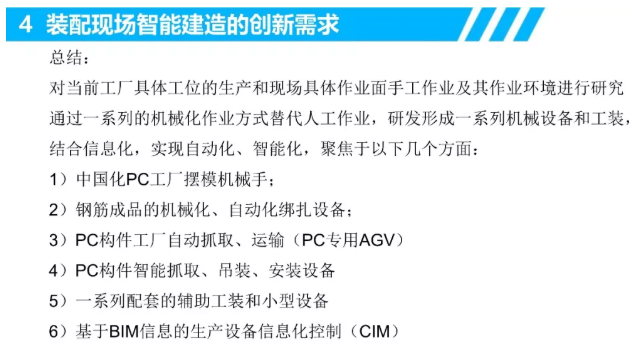 4 装配现场智能建造的创新需求
总结：
对当前工厂具体工位的生产和现场具体作业面手工作业及其作业环境进行研究
通过一系列的机械化作业方式替代人工作业，研发形成一系列机械设备和工装，
结合信息化，实现自动化、智能化，聚焦于以下几个方面：
1）中国化PC工厂摆模机械手；
2）钢筋成品的机械化、自动化绑扎设备；
3）PC构件工厂自动抓取、运输（PC专用AGV）
4）PC构件智能抓取、吊装、安装设备
5）一系列配套的辅助工装和小型设备
6）基于BIM信息的生产设备信息化控制（CIM）